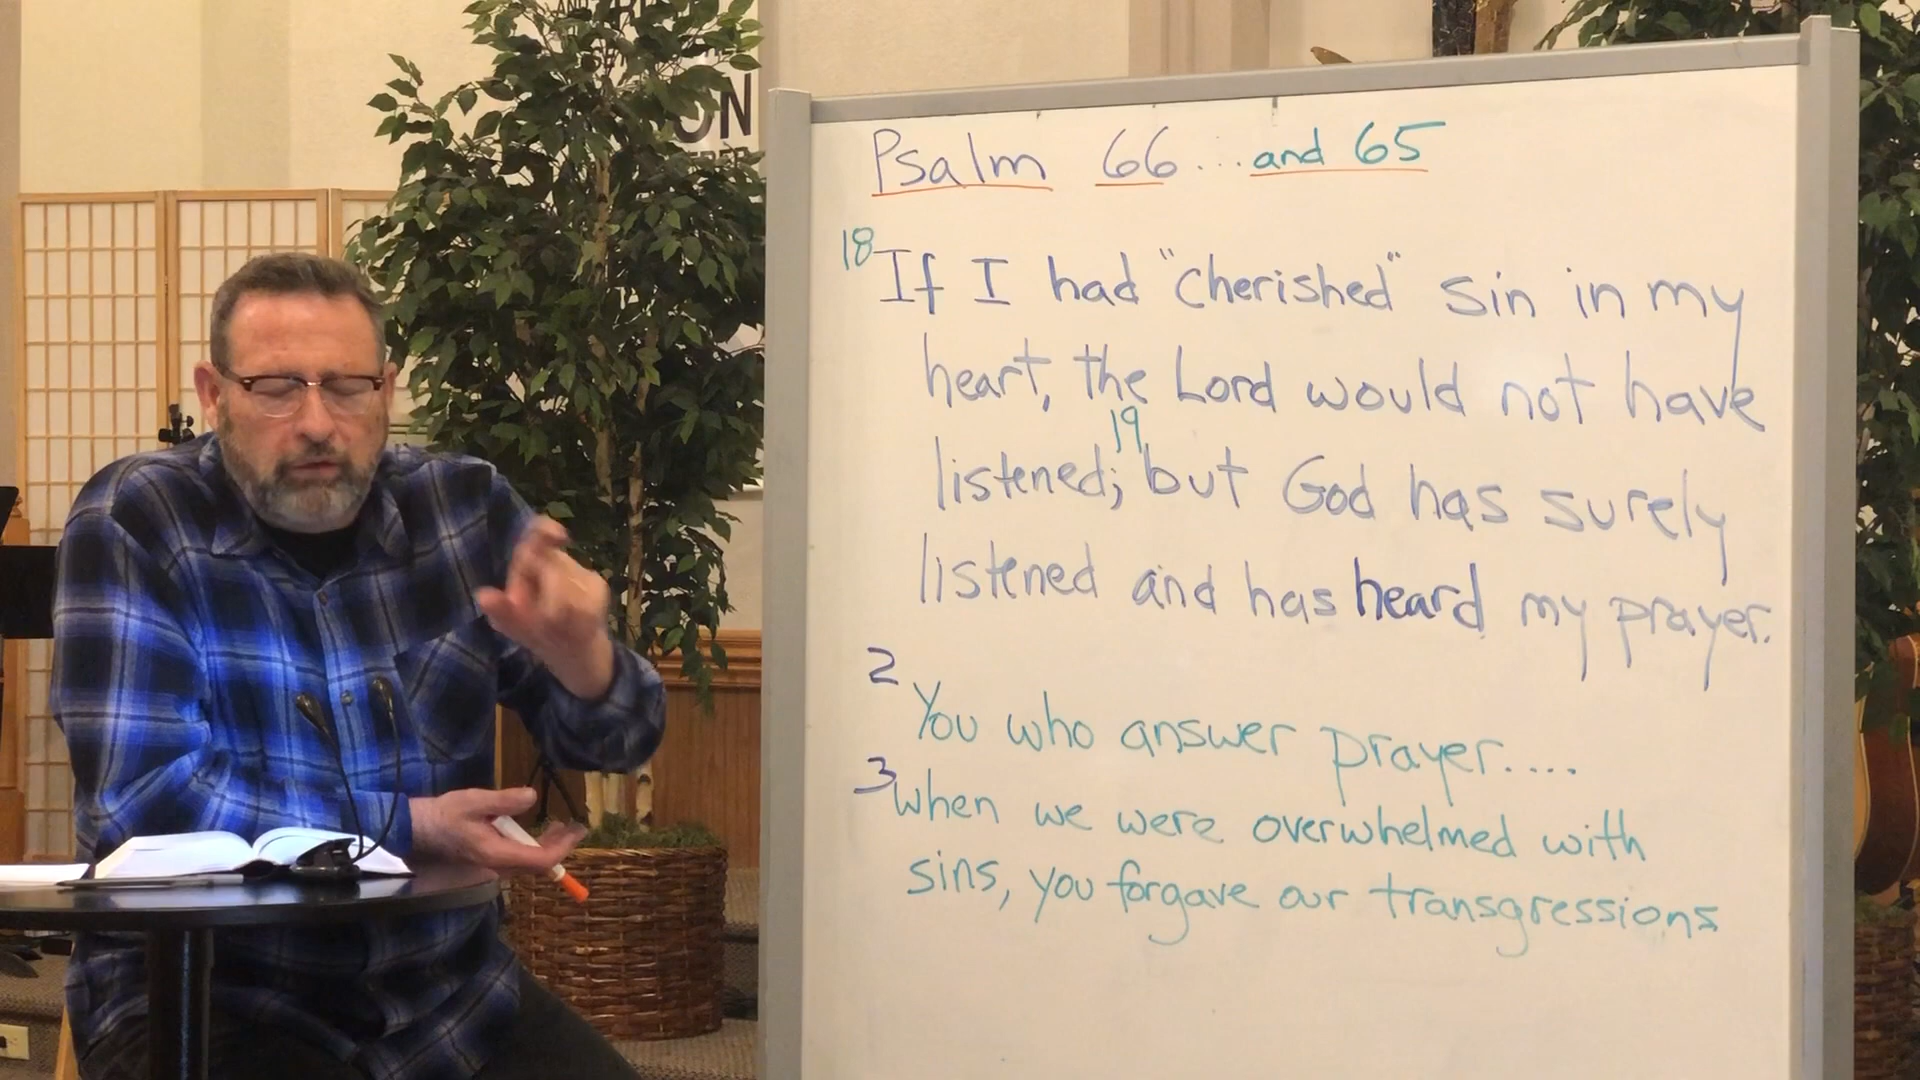 ON
Psalm 66 ... and 65
18 If I had "cherished" sin in my
heart, the Lord would not have
listened; 19 but God has surely
listened and has heard my prayer.
2 You who answer prayer....
3 when we were overwhelmed with
sins, you forgave our transgressions